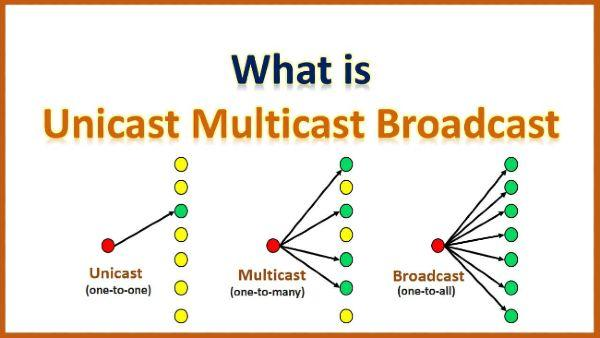 What is
Unicast Multicast Broadcast
Unicast
(one-to-one)
Multicast
(one-to-many)
Broadcast
(one-to-all)